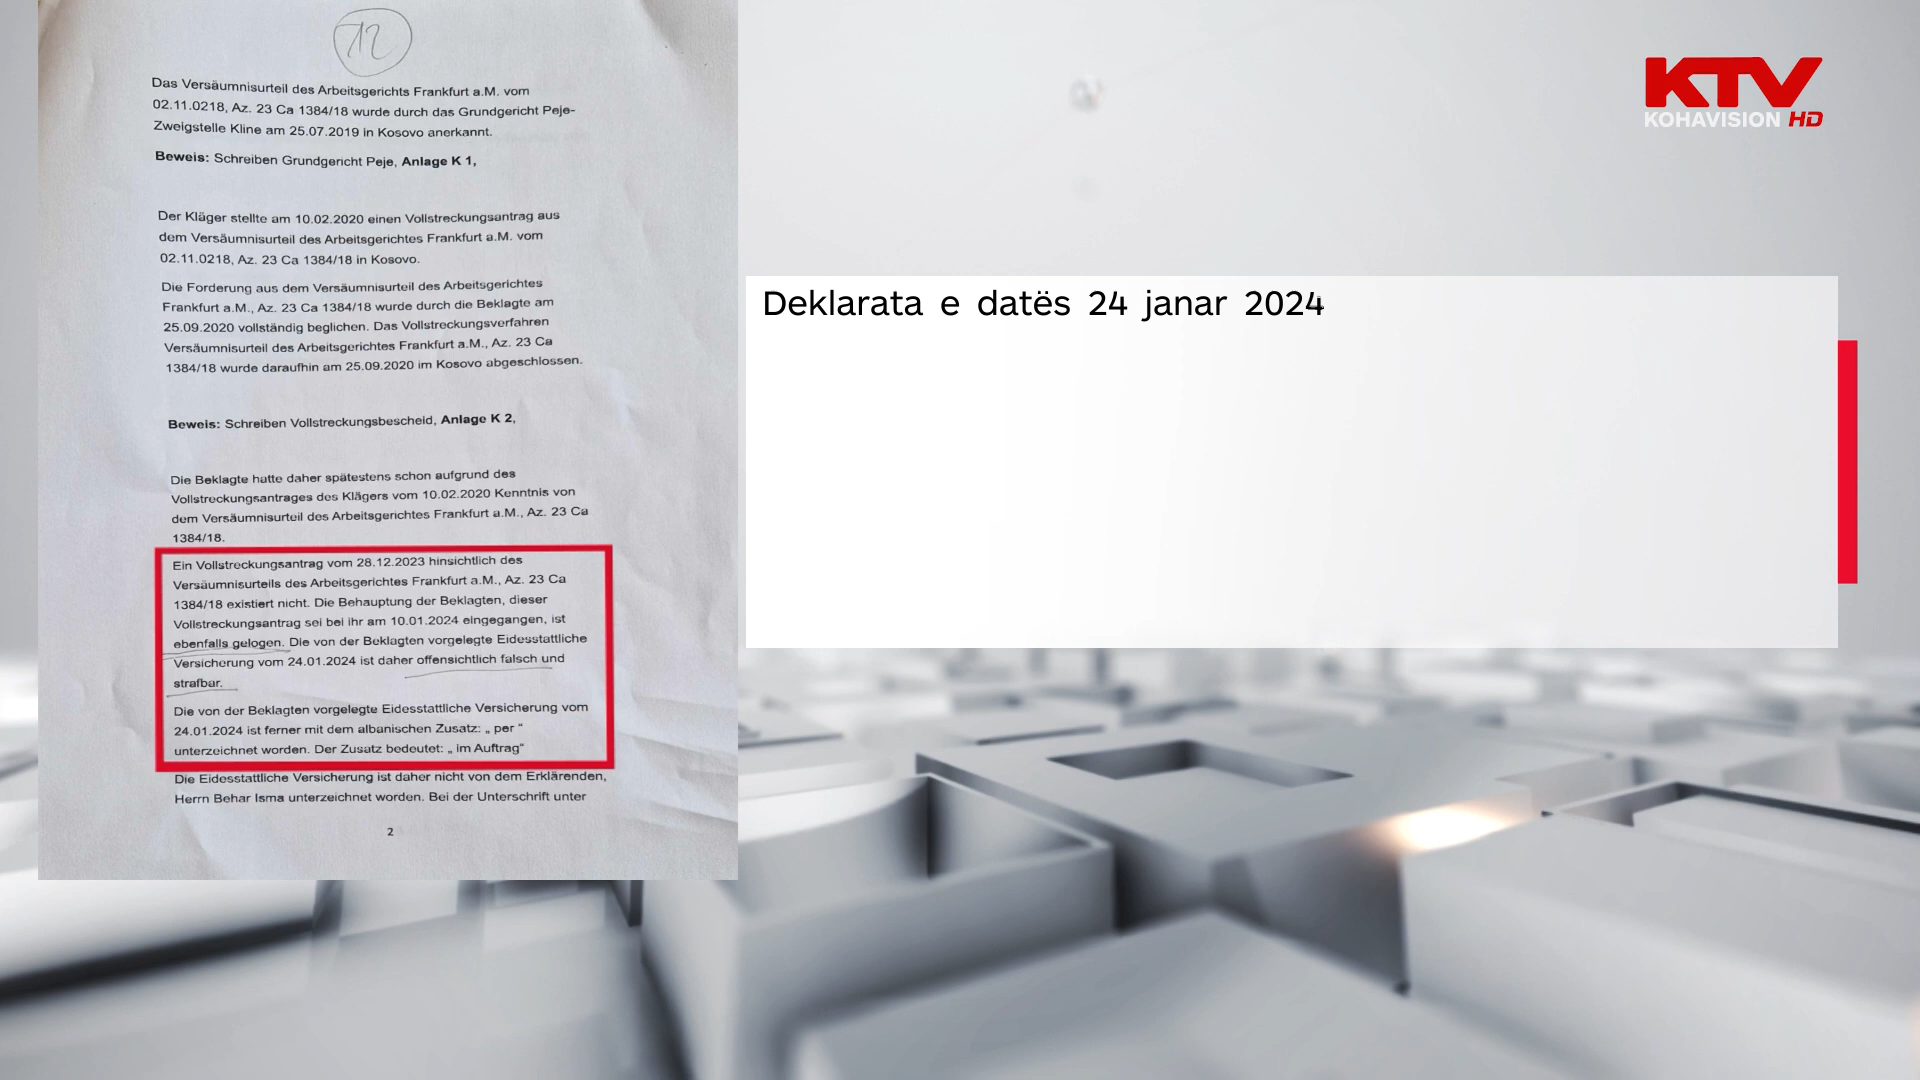 12
Das Versäumnisurteil des Arbeitsgerichts Frankfurt a.M. vom
02.11.0218, Az. 23 Ca 1384/18 wurde durch das Grundgericht Peje-
Zweigstelle Kline am 25.07.2019 in Kosovo anerkannt.
Beweis: Schreiben Grundgericht Peje, Anlage K 1,
Der Kläger stellte am 10.02.2020 einen Vollstreckungsantrag aus
dem Versäumnisurteil des Arbeitsgerichtes Frankfurt a.M. vom
02.11.0218, Az. 23 Ca 1384/18 in Kosovo.
Die Forderung aus dem Versäumnisurteil des Arbeitsgerichtes
Frankfurt a.M., Az. 23 Ca 1384/18 wurde durch die Beklagte am
25.09.2020 vollständig beglichen. Das Vollstreckungsverfahren
Versäumnisurteil des Arbeitsgerichtes Frankfurt a.M., Az. 23 Ca
1384/18 wurde daraufhin am 25.09.2020 im Kosovo abgeschlossen.
Beweis: Schreiben Vollstreckungsbescheid, Anlage K 2,
Die Beklagte hatte daher spätestens schon aufgrund des
Vollstreckungsantrages des Klägers vom 10.02.2020 Kenntnis von
dem Versäumnisurteil des Arbeitsgerichtes Frankfurt a.M., Az. 23 Ca
1384/18.
Ein Vollstreckungsantrag vom 28.12.2023 hinsichtlich des
Versäumnisurteils des Arbeitsgerichtes Frankfurt a.M., Az. 23 Ca
1384/18 existiert nicht. Die Behauptung der Beklagten, dieser
Vollstreckungsantrag sei bei ihr am 10.01.2024 eingegangen, ist
ebenfalls gelogen. Die von der Beklagten vorgelegte Eidesstattliche
Versicherung vom 24.01.2024 ist daher offensichtlich falsch und
strafbar.
Die von der Beklagten vorgelegte Eidesstattliche Versicherung vom
24.01.2024 ist ferner mit dem albanischen Zusatz: „ per “
unterzeichnet worden. Der Zusatz bedeutet: „ im Auftrag“
Die Eidesstattliche Versicherung ist daher nicht von dem Erklärenden,
Herrn Behar Isma unterzeichnet worden. Bei der Unterschrift unter
2
Deklarata e datës 24 janar 2024
KTV
KOHAVISION HD